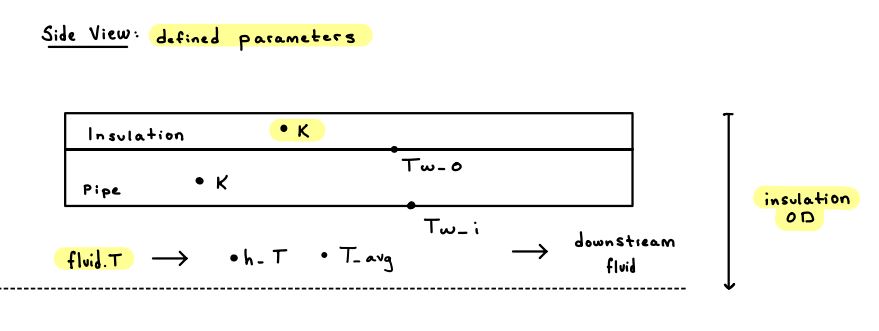 Side View: defined parameters
Insulation • K
Tw_o
Pipe • K
Tw_i
insulation
OD
fluid.T → • h_T • T_avg → downstream
fluid